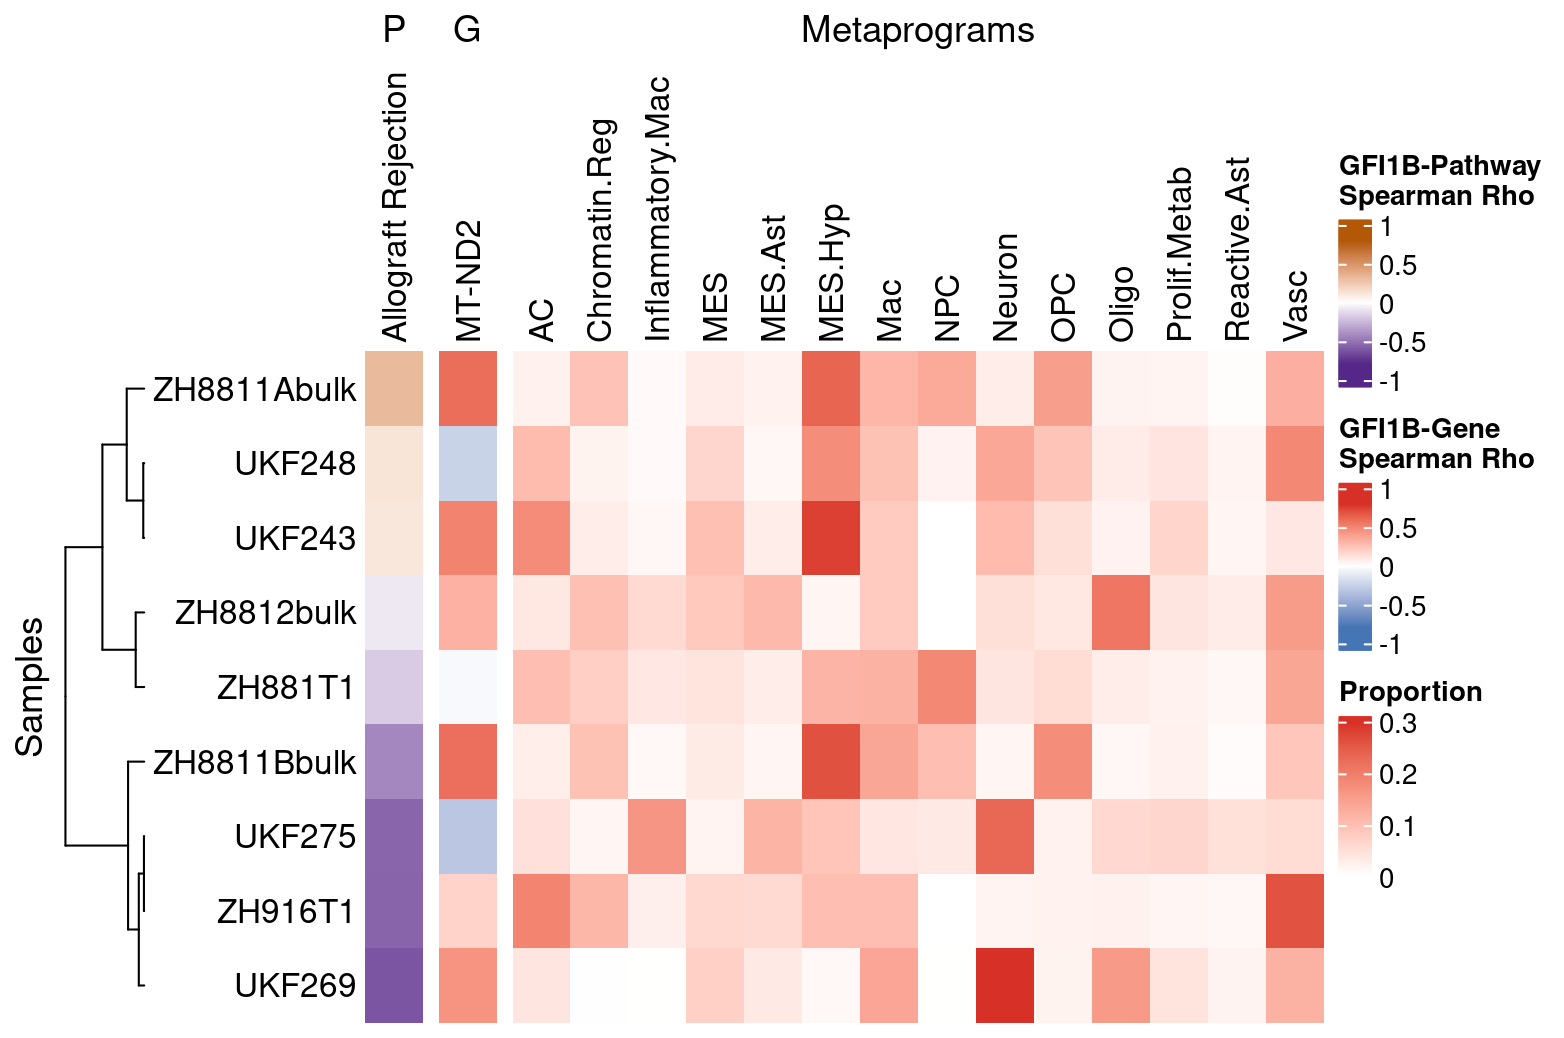 P G Metaprograms
Allograft Rejection
MT-ND2
AC
Chromatin.Reg
Inflammatory.Mac
MES
MES.Ast
MES.Hyp
Mac
NPC
Neuron
OPC
Oligo
Prolif.Metab
Reactive.Ast
Vasc
Samples
ZH8811Abulk
UKF248
UKF243
ZH8812bulk
ZH881T1
ZH8811Bbulk
UKF275
ZH916T1
UKF269
GFI1B-Pathway
Spearman Rho
1
0.5
0
-0.5
-1
GFI1B-Gene
Spearman Rho
1
0.5
0
-0.5
-1
Proportion
0.3
0.2
0.1
0